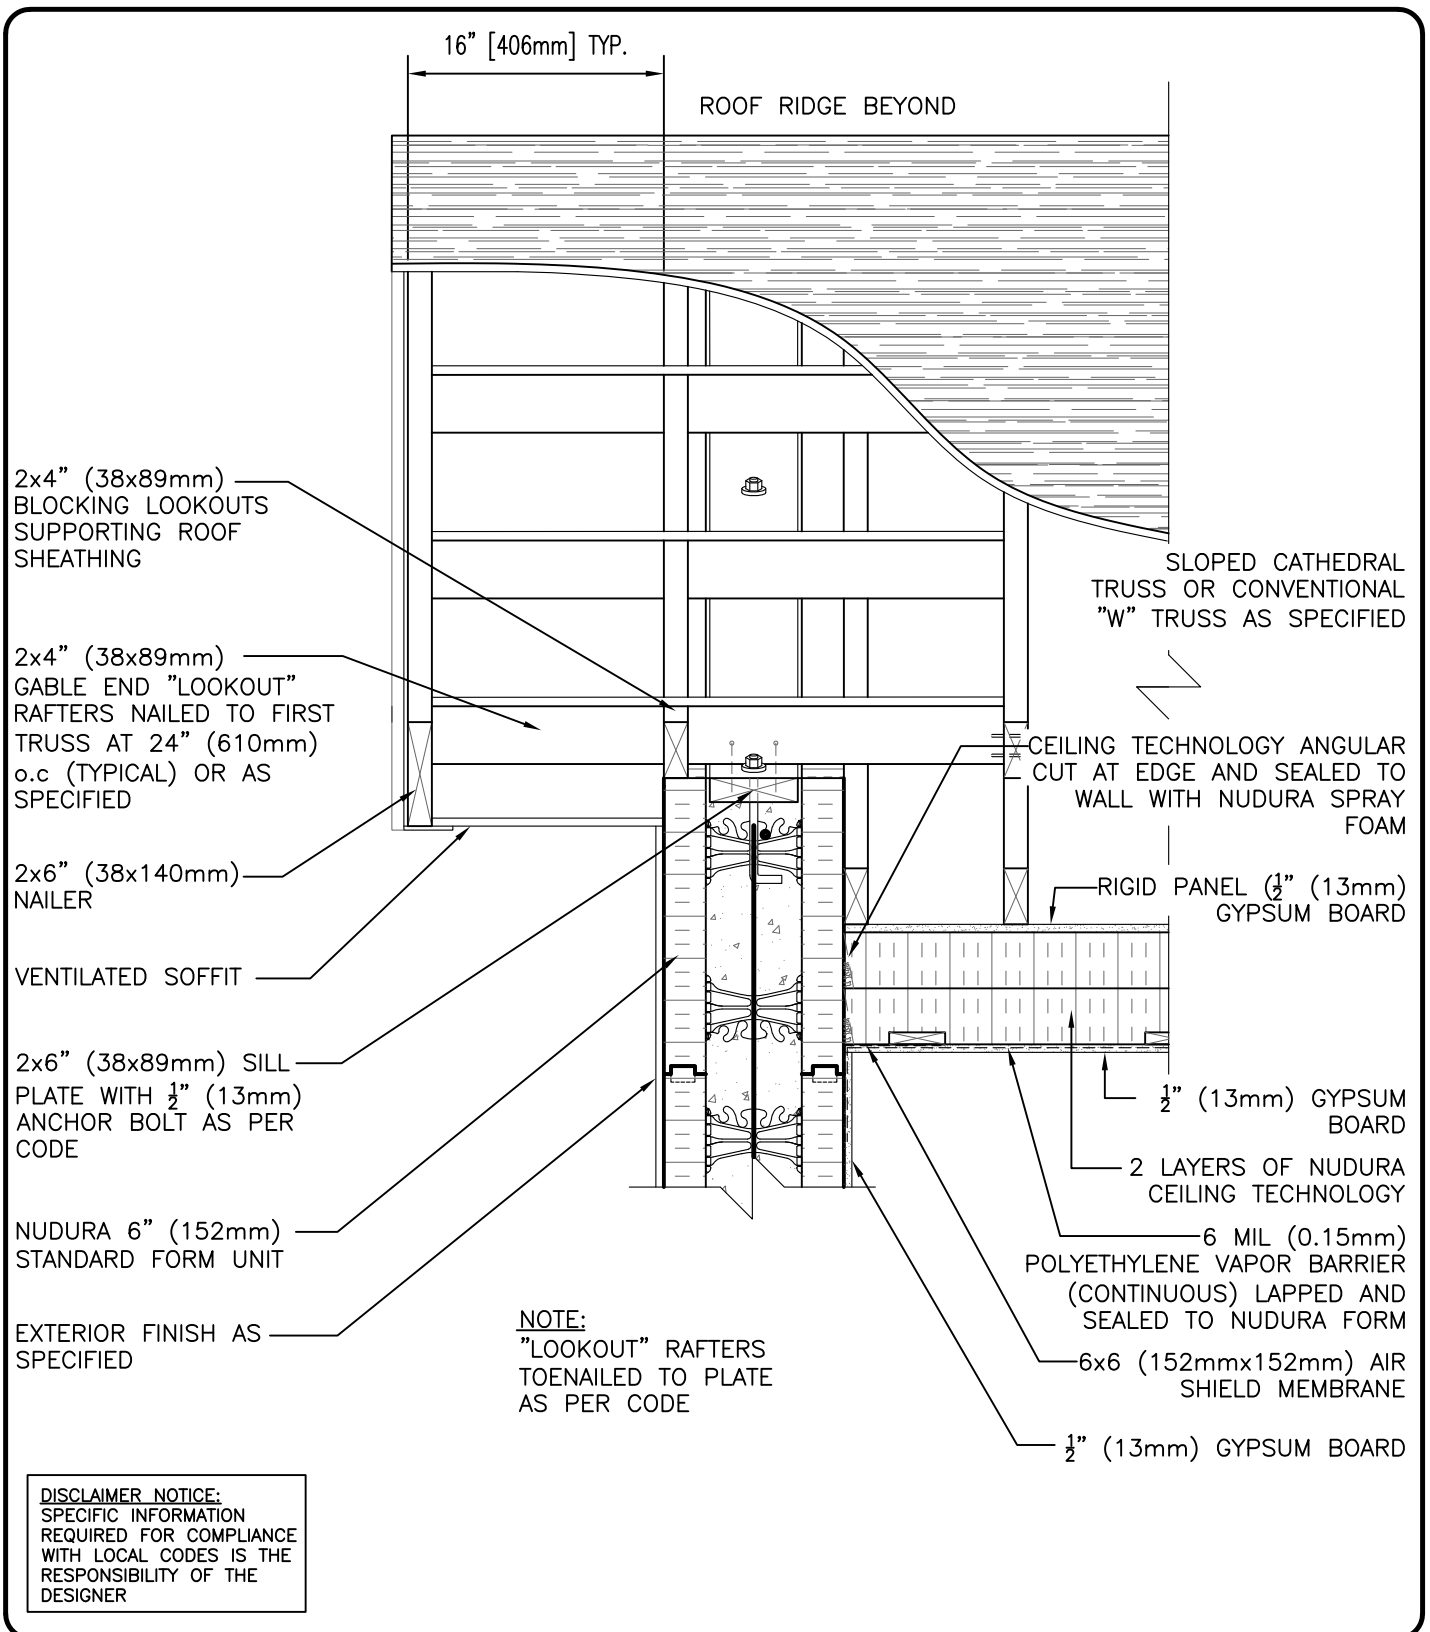 16” [406mm] TYP.
ROOF RIDGE BEYOND
2x4” (38x89mm)
BLOCKING LOOKOUTS
SUPPORTING ROOF
SHEATHING
2x4” (38x89mm)
GABLE END "LOOKOUT"
RAFTERS NAILED TO FIRST
TRUSS AT 24” (610mm)
o.c (TYPICAL) OR AS
SPECIFIED
2x6” (38x140mm)
NAILER
VENTILATED SOFFIT
2x6” (38x89mm) SILL
PLATE WITH ½” (13mm)
ANCHOR BOLT AS PER
CODE
NUDURA 6” (152mm)
STANDARD FORM UNIT
EXTERIOR FINISH AS
SPECIFIED
SLOPED CATHEDRAL
TRUSS OR CONVENTIONAL
"W" TRUSS AS SPECIFIED
CEILING TECHNOLOGY ANGULAR
CUT AT EDGE AND SEALED TO
WALL WITH NUDURA SPRAY
FOAM
RIGID PANEL (½” (13mm)
GYPSUM BOARD
½” (13mm) GYPSUM
BOARD
2 LAYERS OF NUDURA
CEILING TECHNOLOGY
6 MIL (0.15mm)
POLYETHYLENE VAPOR BARRIER
(CONTINUOUS) LAPPED AND
SEALED TO NUDURA FORM
6x6 (152mmx152mm) AIR
SHIELD MEMBRANE
½” (13mm) GYPSUM BOARD
NOTE:
"LOOKOUT" RAFTERS
TOENAILED TO PLATE
AS PER CODE
DISCLAIMER NOTICE:
SPECIFIC INFORMATION
REQUIRED FOR COMPLIANCE
WITH LOCAL CODES IS THE
RESPONSIBILITY OF THE
DESIGNER